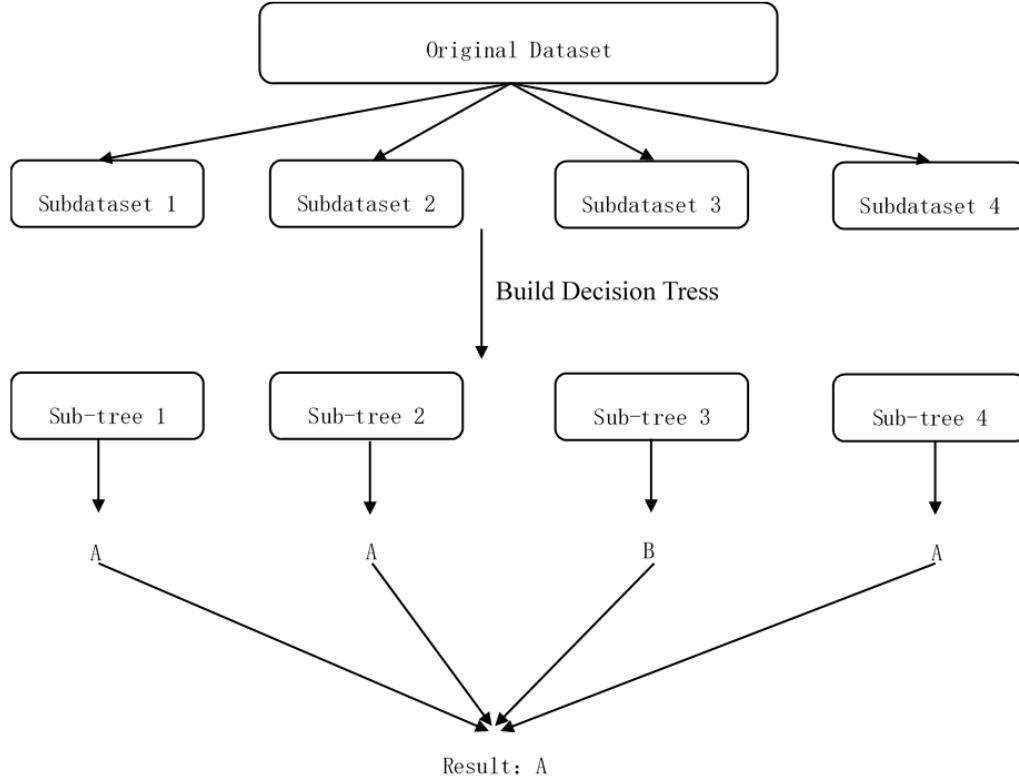 Original Dataset
Subdataset 1
Subdataset 2
Subdataset 3
Subdataset 4
Build Decision Tress
Sub-tree 1
Sub-tree 2
Sub-tree 3
Sub-tree 4
A
A
B
A
Result: A